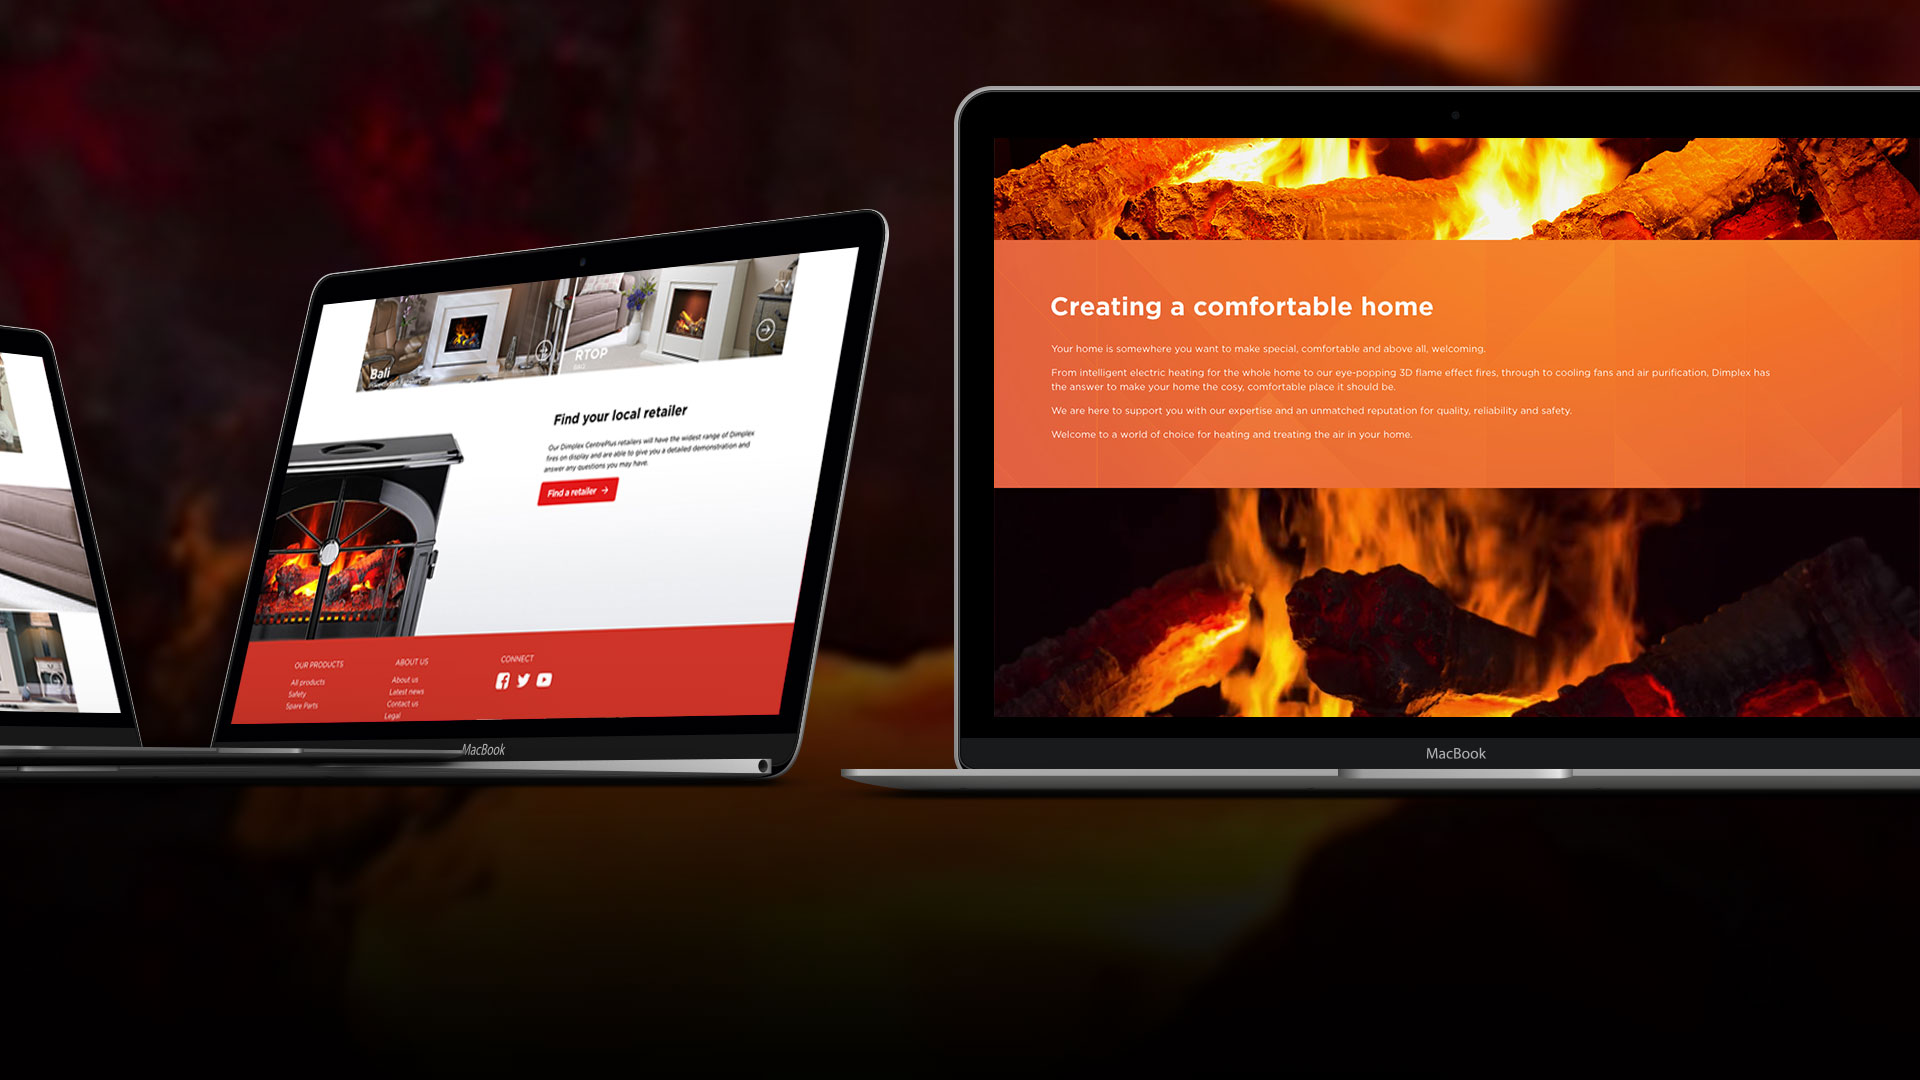 Bali
RTOP
Find your local retailer
Our Dimplex CentrePlus retailers will have the widest range of Dimplex
fires on display and are able to give you a detailed demonstration and
answer any questions you may have.
Find a retailer
OUR PRODUCTS
All products
Safety
Spare Parts
ABOUT US
About us
Latest news
Contact us
Legal
CONNECT
MacBook
Creating a comfortable home
Your home is somewhere you want to make special, comfortable and above all, welcoming.
From intelligent electric heating for the whole home to our eye-popping 3D flame effect fires, through to cooling fans and air purification, Dimplex has
the answer to make your home the cosy, comfortable place it should be.
We are here to support you with our expertise and an unmatched reputation for quality, reliability and safety.
Welcome to a world of choice for heating and treating the air in your home.
MacBook